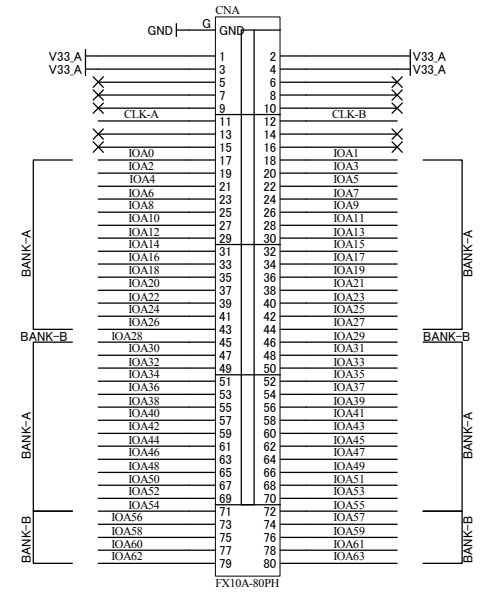 CNA
GND G GND
V33_A 1 2 V33_A
V33_A 3 4 V33_A
5 6
7 8
9 10
CLK-A 11 12 CLK-B
13 14
15 16
IOA0 17 18 IOA1
IOA2 19 20 IOA3
IOA4 21 22 IOA5
IOA6 23 24 IOA7
IOA8 25 26 IOA9
IOA10 27 28 IOA11
IOA12 29 30 IOA13
IOA14 31 32 IOA15
IOA16 33 34 IOA17
IOA18 35 36 IOA19
IOA20 37 38 IOA21
IOA22 39 40 IOA23
IOA24 41 42 IOA25
IOA26 43 44 IOA27
BANK-A BANK-A
BANK-B IOA28 45 46 IOA29 BANK-B
IOA30 47 48 IOA31
IOA32 49 50 IOA33
IOA34 51 52 IOA35
IOA36 53 54 IOA37
IOA38 55 56 IOA39
IOA40 57 58 IOA41
IOA42 59 60 IOA43
IOA44 61 62 IOA45
IOA46 63 64 IOA47
IOA48 65 66 IOA49
IOA50 67 68 IOA51
IOA52 69 70 IOA53
IOA54 71 72 IOA55
BANK-A BANK-A
IOA56 73 74 IOA57
IOA58 75 76 IOA59
IOA60 77 78 IOA61
IOA62 79 80 IOA63
BANK-B BANK-B
FX10A-80PH